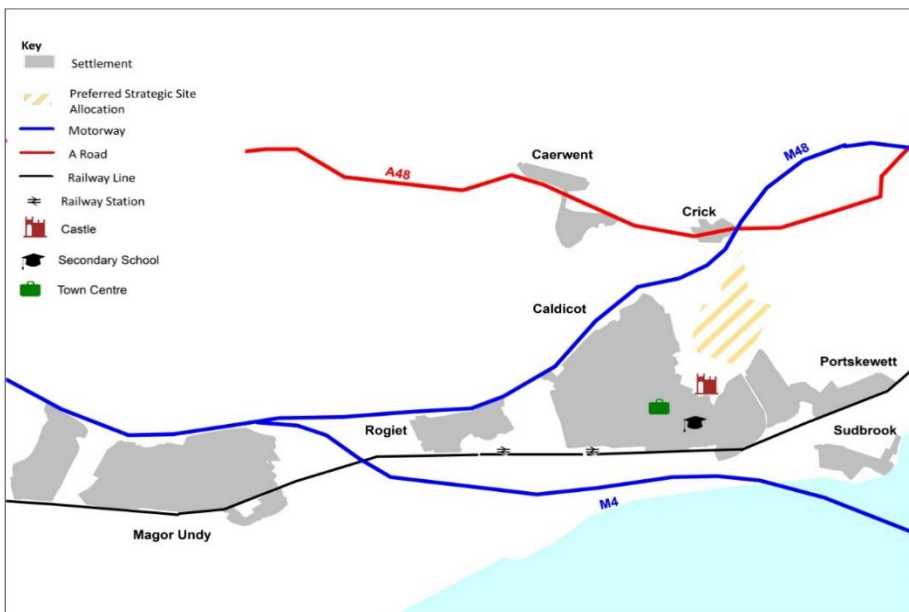 Key
Settlement
Preferred Strategic Site
Allocation
Motorway
A Road
Railway Line
Railway Station
Castle
Secondary School
Town Centre
Caerwent
M48
A48
Crick
Caldicot
Portskewett
Rogiet
Sudbrook
M4
Magor Undy